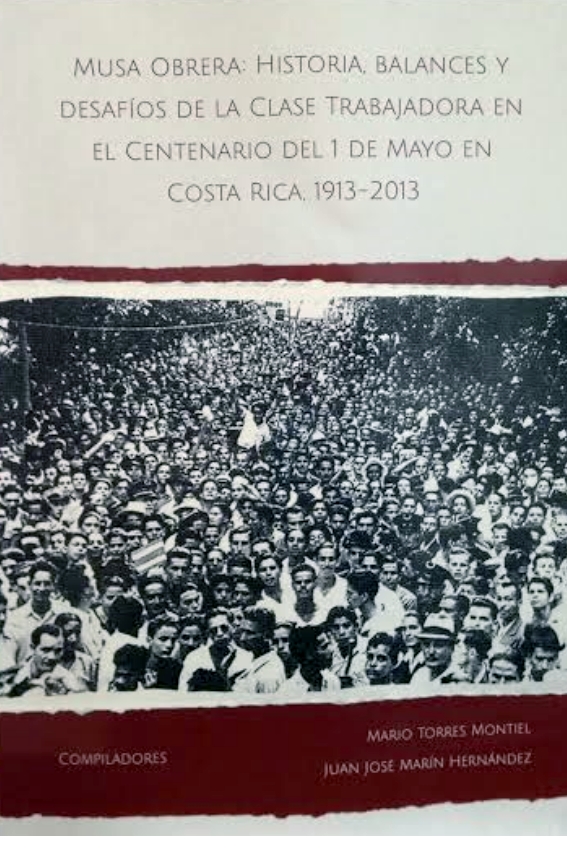 Musa Obrera: Historia, balances y
desafíos de la Clase Trabajadora en
el Centenario del 1 de Mayo en
Costa Rica, 1913-2013
Compiladores
Mario Torres Montiel
Juan José Marín Hernández